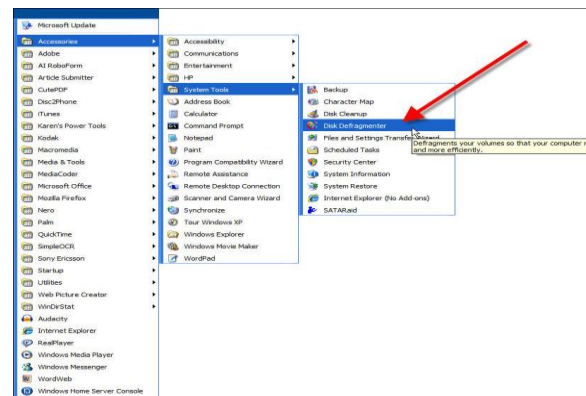 Microsoft Update
Accessories
Adobe
AI RoboForm
Article Submitter
CutePDF
Disc2Phone
iTunes
Karen's Power Tools
Kodak
Macromedia
Media & Tools
MediaCoder
Microsoft Office
Mozilla Firefox
Nero
Palm
QuickTime
SimpleOCR
Sony Ericsson
Startup
Utilities
Web Picture Creator
WinDirStat
Audacity
Internet Explorer
RealPlayer
Windows Media Player
Windows Messenger
WordWeb
Windows Home Server Console
Accessibility
Communications
Entertainment
HP
System Tools
Address Book
Calculator
Command Prompt
Notepad
Paint
Program Compatibility Wizard
Remote Assistance
Remote Desktop Connection
Scanner and Camera Wizard
Synchronize
Tour Windows XP
Windows Explorer
Windows Movie Maker
WordPad
Backup
Character Map
Disk Cleanup
Disk Defragmenter
Files and Settings Transfer Wizard
Defragments your volumes so that your computer
and more efficiently.
Scheduled Tasks
Security Center
System Information
System Restore
Internet Explorer (No Add-ons)
SATARaid